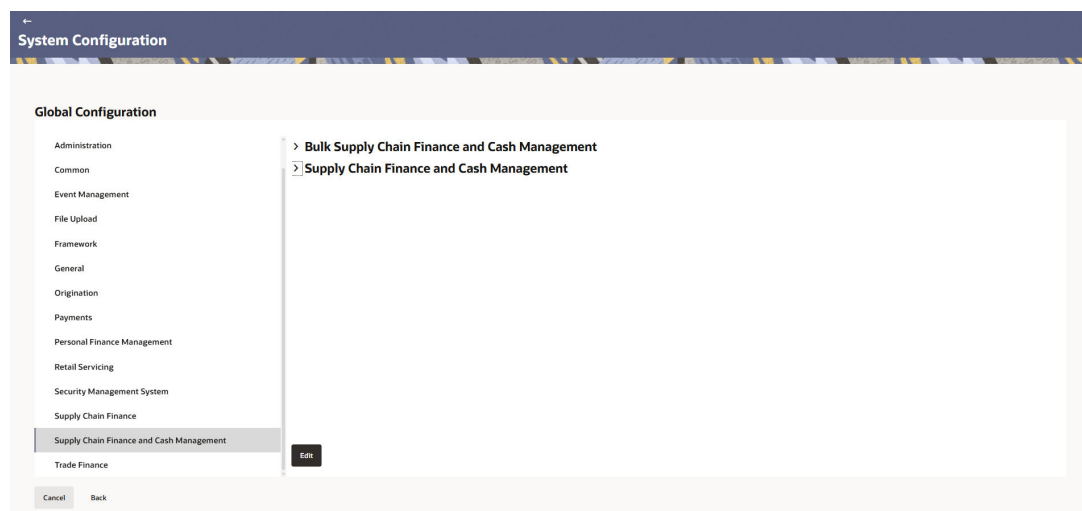 ←
System Configuration
Global Configuration
Administration
Common
Event Management
File Upload
Framework
General
Origination
Payments
Personal Finance Management
Retail Servicing
Security Management System
Supply Chain Finance
Supply Chain Finance and Cash Management
Trade Finance
> Bulk Supply Chain Finance and Cash Management
> Supply Chain Finance and Cash Management
Edit
Cancel Back